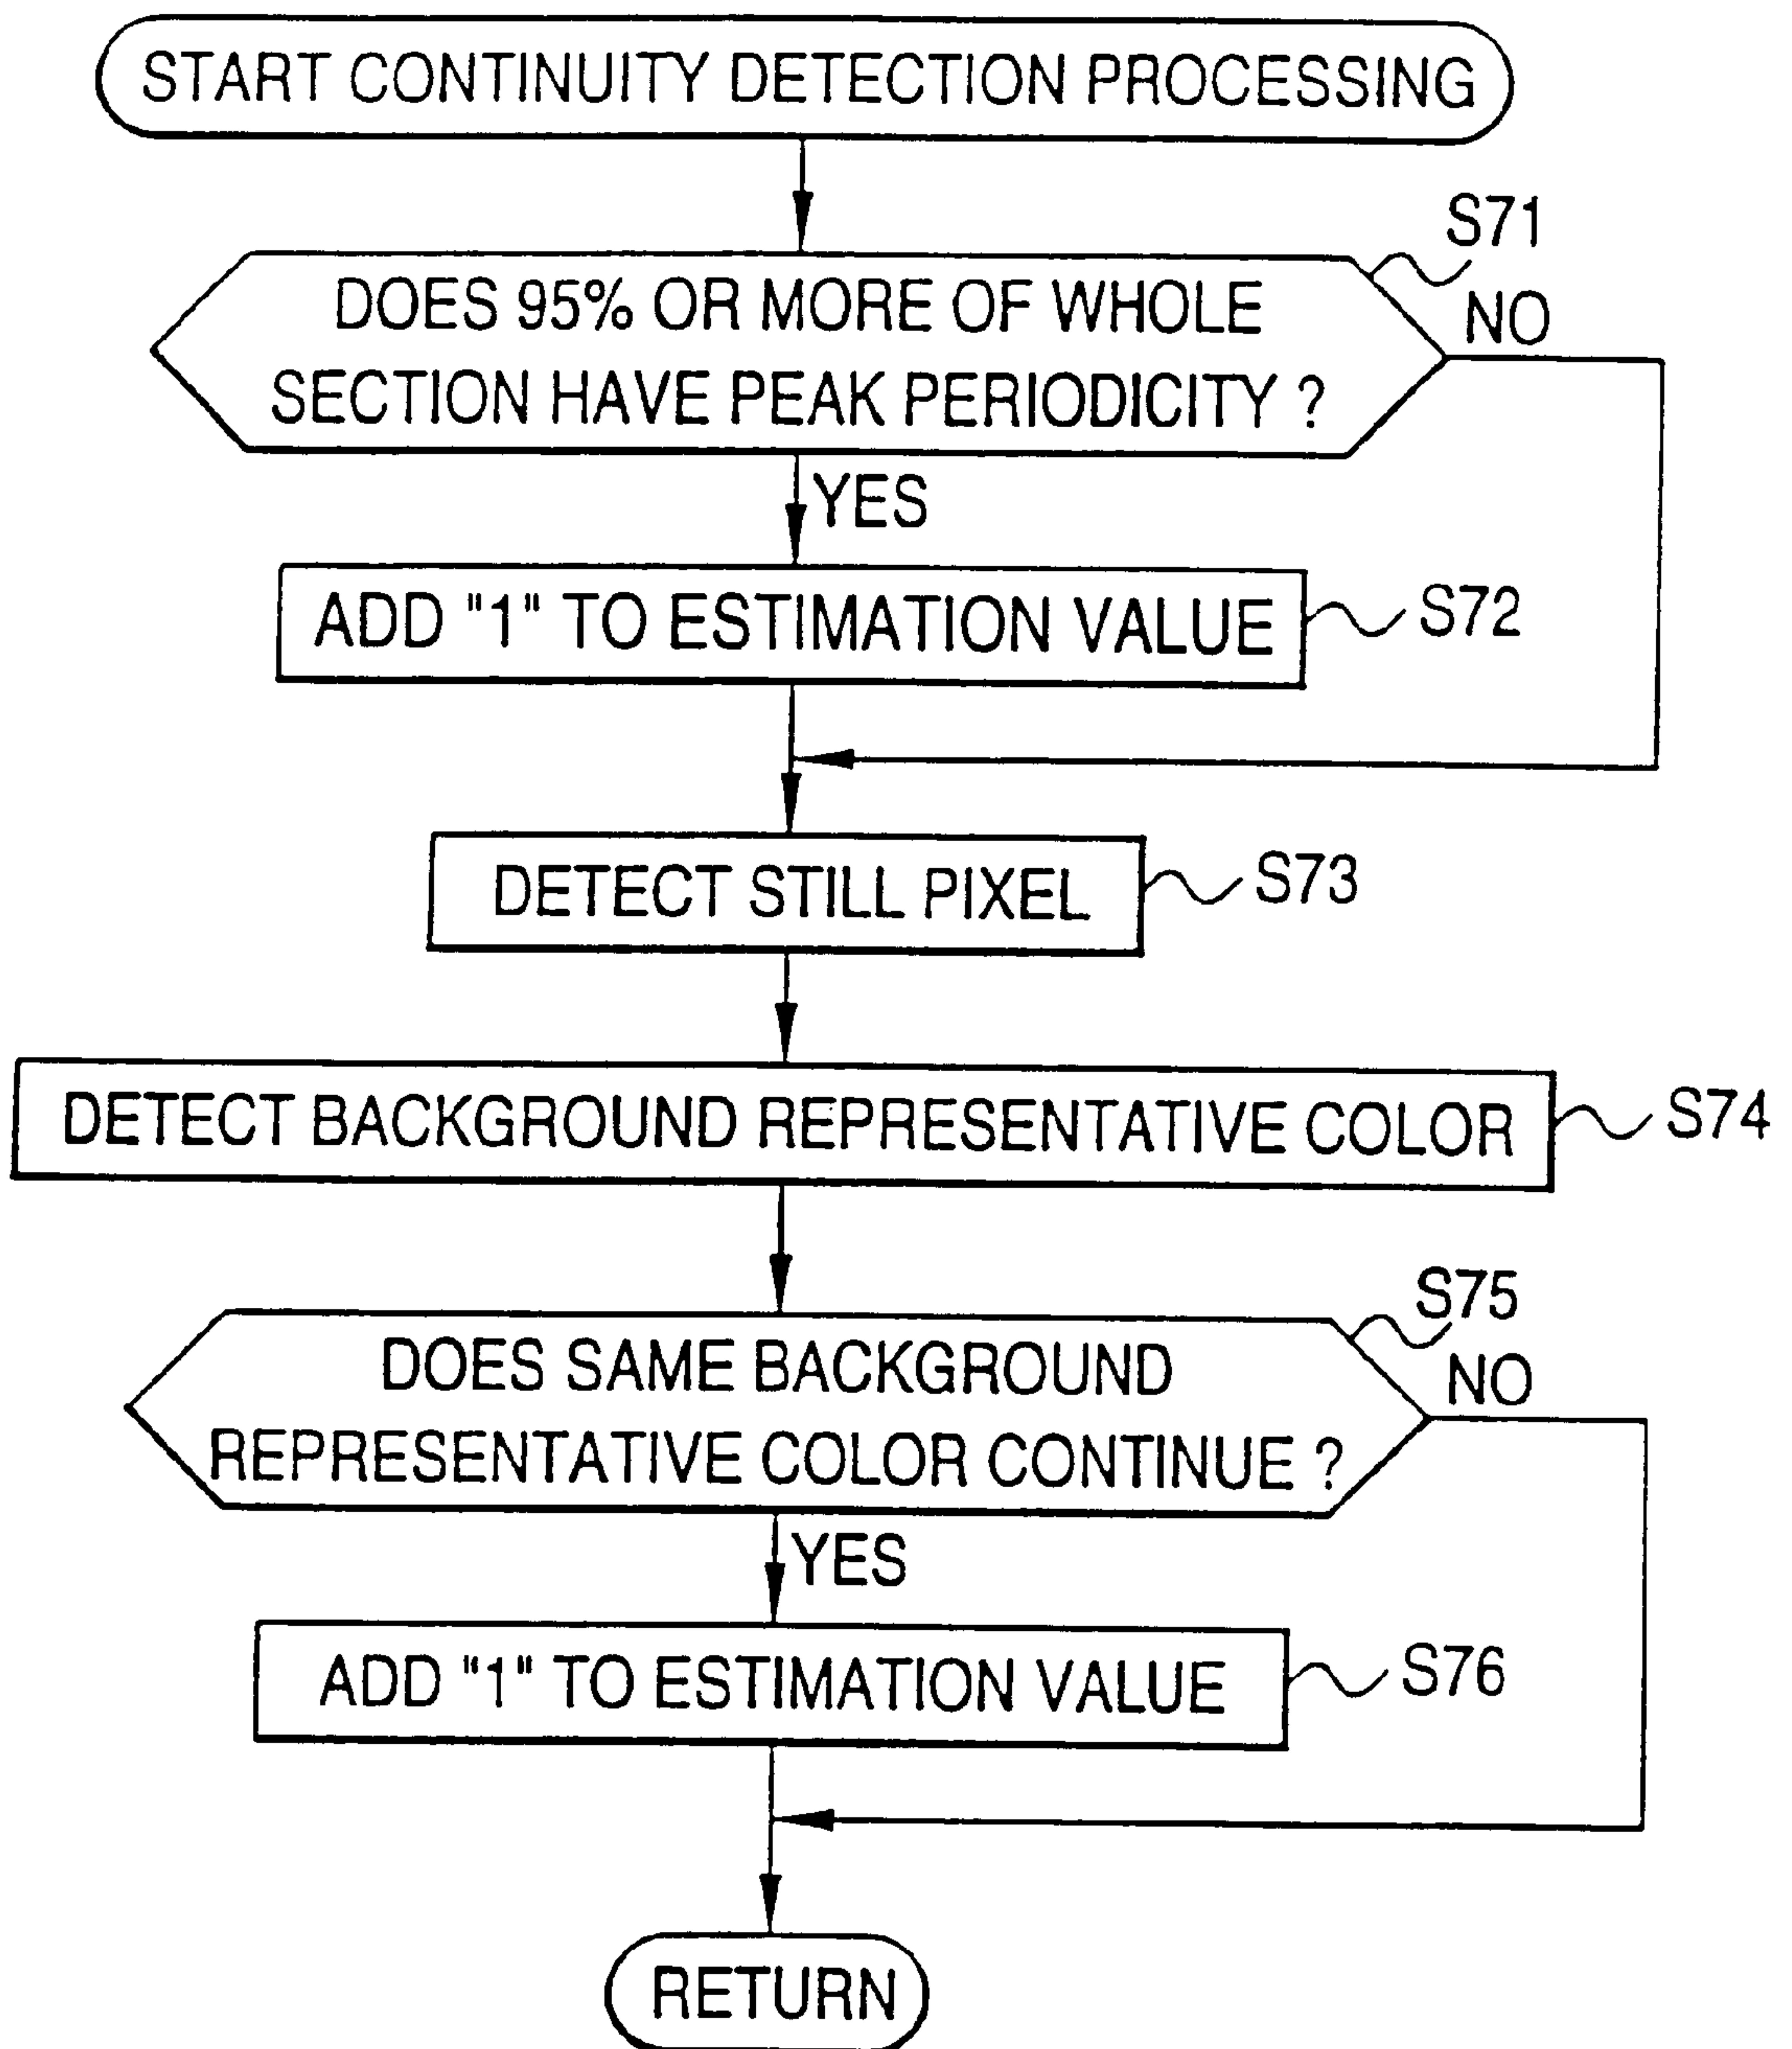 START CONTINUITY DETECTION PROCESSING
S71
DOES 95% OR MORE OF WHOLE
SECTION HAVE PEAK PERIODICITY ?
NO
YES
ADD "1" TO ESTIMATION VALUE
S72
DETECT STILL PIXEL
S73
DETECT BACKGROUND REPRESENTATIVE COLOR
S74
S75
DOES SAME BACKGROUND
REPRESENTATIVE COLOR CONTINUE ?
NO
YES
ADD "1" TO ESTIMATION VALUE
S76
RETURN